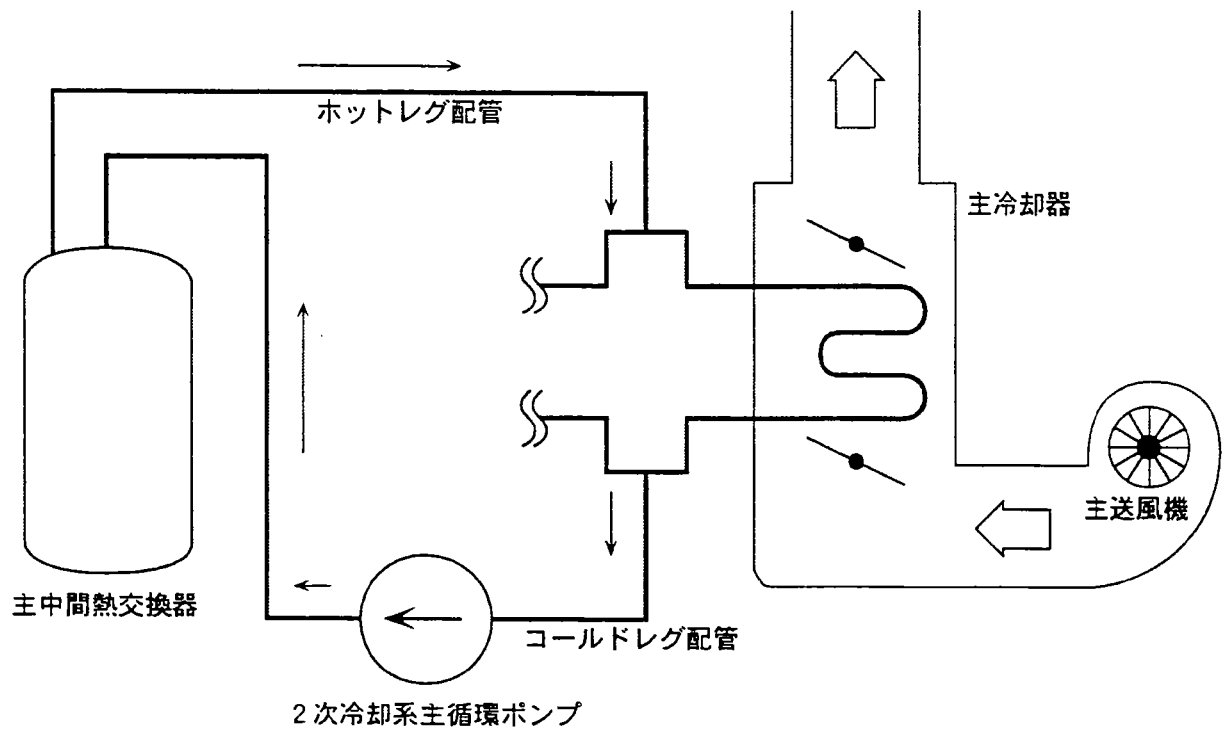 ホットレグ配管
主冷却器
主送風機
主中間熱交換器
コールドレグ配管
2次冷却系主循環ポンプ